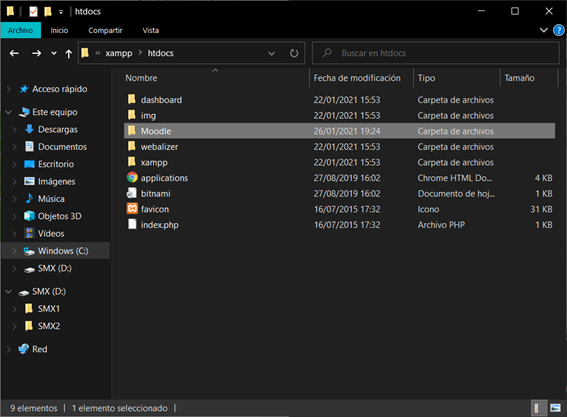 htdocs
Archivo Inicio Compartir Vista
« xampp > htdocs Buscar en htdocs
Nombre Fecha de modificación Tipo Tamaño
Acceso rápido
Este equipo
Descargas
Documentos
Escritorio
Imágenes
Música
Objetos 3D
Vídeos
Windows (C:)
SMX (D:)
SMX (D:)
SMX1
SMX2
Red
dashboard 22/01/2021 15:53 Carpeta de archivos
img 22/01/2021 15:53 Carpeta de archivos
Moodle 26/01/2021 19:24 Carpeta de archivos
webalizer 22/01/2021 15:53 Carpeta de archivos
xampp 22/01/2021 15:53 Carpeta de archivos
applications 27/08/2019 16:02 Chrome HTML Do... 4 KB
bitnami 27/08/2019 16:02 Documento de hoj... 1 KB
favicon 16/07/2015 17:32 Icono 31 KB
index.php 16/07/2015 17:32 Archivo PHP 1 KB
9 elementos 1 elemento seleccionado